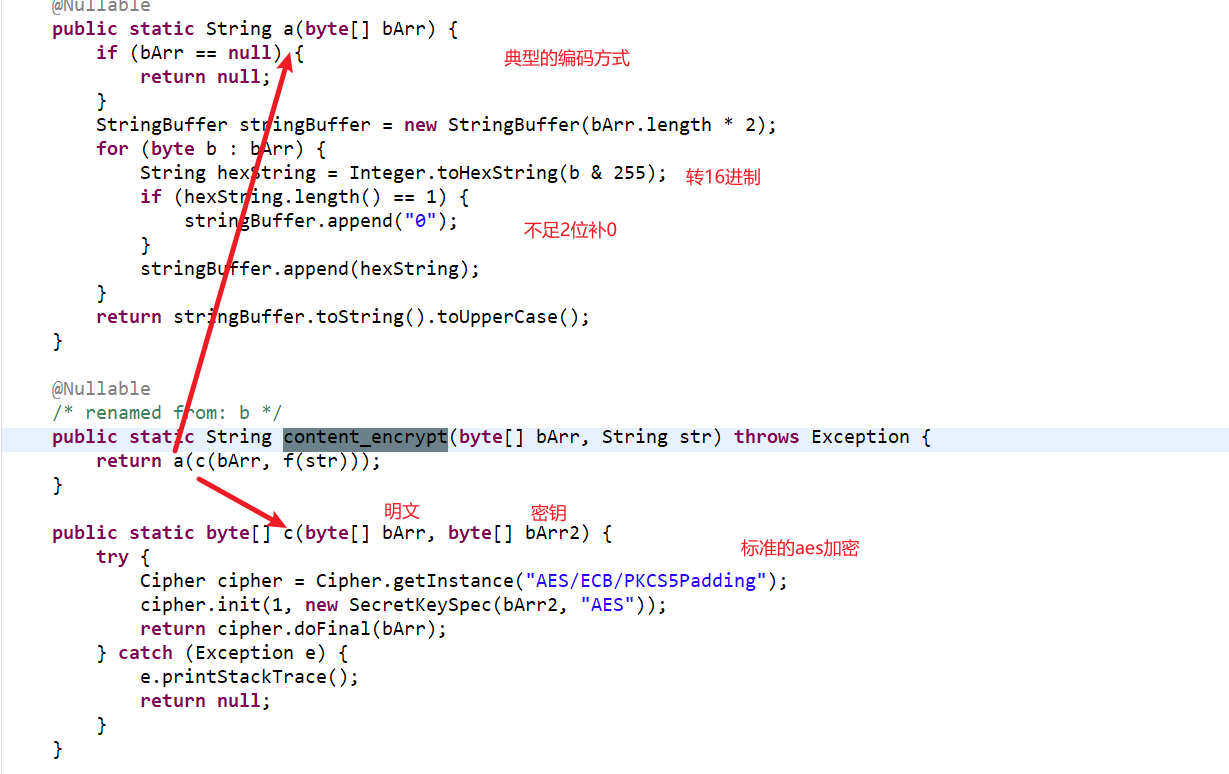 @Nullable
public static String a(byte[] bArr) {
if (bArr == null) {
典型的编码方式
return null;
}
StringBuffer stringBuffer = new StringBuffer(bArr.length * 2);
for (byte b : bArr) {
String hexString = Integer.toHexString(b & 255); 转16进制
if (hexString.length() == 1) {
stringBuffer.append("0");
不足2位补0
}
stringBuffer.append(hexString);
}
return stringBuffer.toString().toUpperCase();
}
@Nullable
/* renamed from: b */
public static String content_encrypt(byte[] bArr, String str) throws Exception {
return a(c(bArr, f(str)));
}
明文 密钥
public static byte[] c(byte[] bArr, byte[] bArr2) {
标准的aes加密
try {
Cipher cipher = Cipher.getInstance("AES/ECB/PKCS5Padding");
cipher.init(1, new SecretKeySpec(bArr2, "AES"));
return cipher.doFinal(bArr);
} catch (Exception e) {
e.printStackTrace();
return null;
}
}